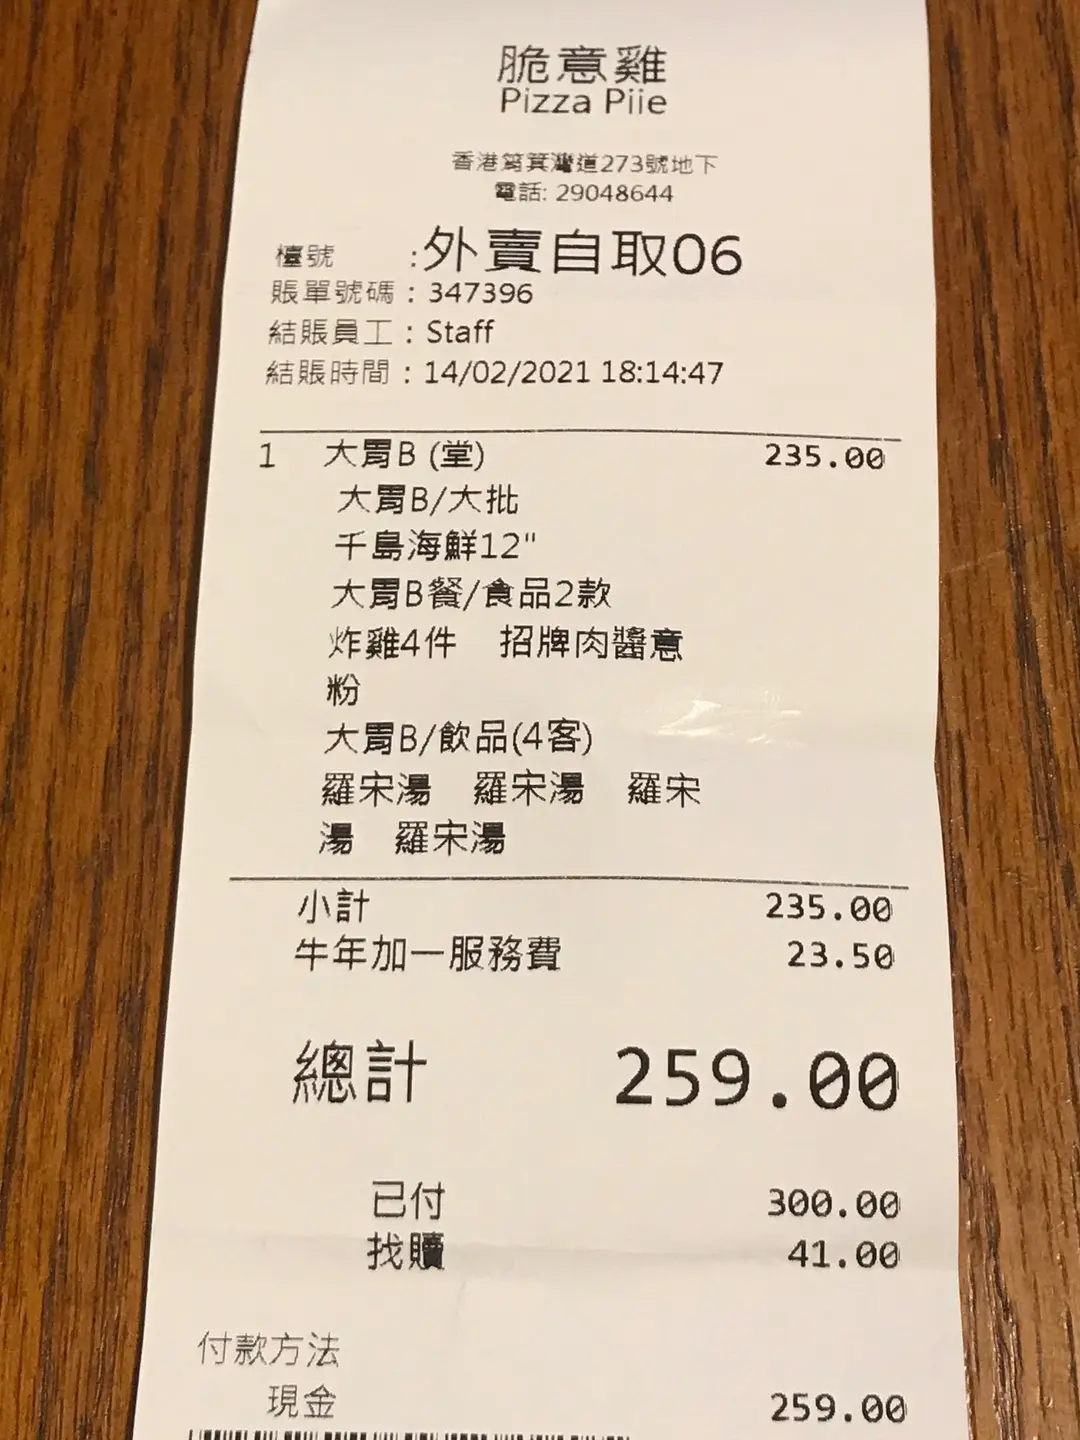 脆意雞
Pizza Piie
香港筲箕灣道273號地下
電話: 29048644
檯號 :外賣自取06
賬單號碼 : 347396
結賬員工 : Staff
結賬時間 : 14/02/2021 18:14:47
1 大胃B (堂) 235.00
大胃B/大批
千島海鮮12"
大胃B餐/食品2款
炸雞4件 招牌肉醬意
粉
大胃B/飲品(4客)
羅宋湯 羅宋湯 羅宋
湯 羅宋湯
小計 235.00
牛年加一服務費 23.50
總計 259.00
已付 300.00
找贖 41.00
付款方法
現金 259.00